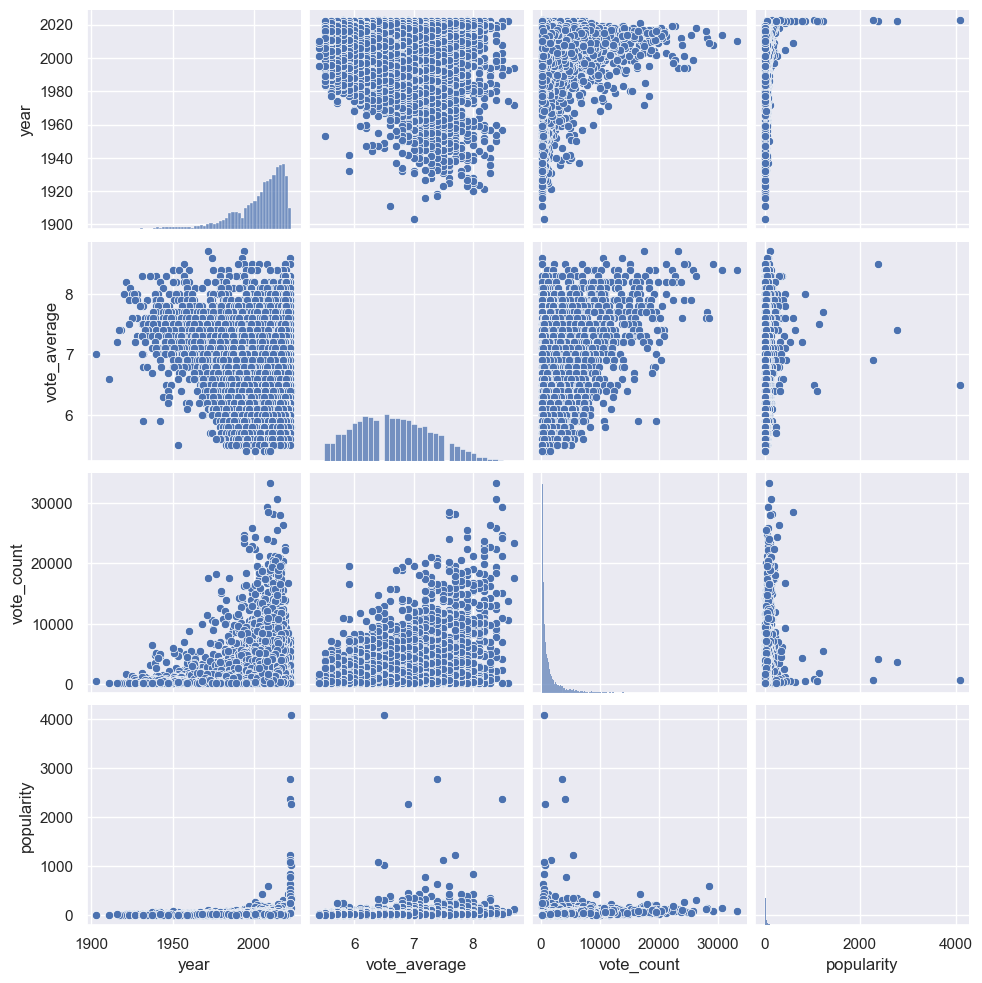 2020
2000
1980
1960
1940
1920
1900
year
8
7
6
vote_average
30000
20000
10000
0
vote_count
4000
3000
2000
1000
0
popularity
1900 1950 2000
6 7 8
0 10000 20000 30000
0 2000 4000
year vote_average vote_count popularity